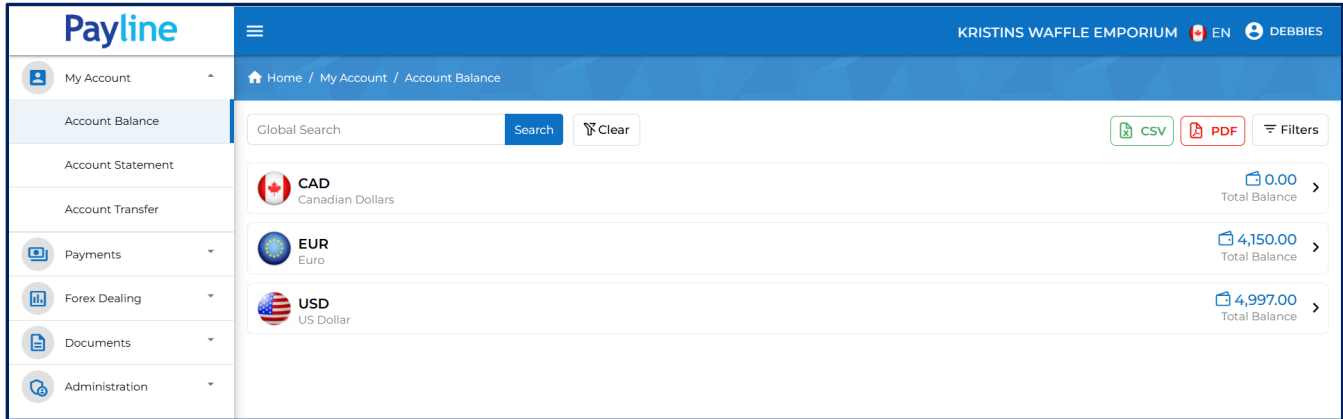 Payline
KRISTINS WAFFLE EMPORIUM EN DEBBIES
My Account
Home / My Account / Account Balance
Account Balance
Global Search Search Clear CSV PDF Filters
Account Statement
Account Transfer
Payments
Forex Dealing
Documents
Administration
CAD 0.00
Canadian Dollars Total Balance
EUR 4,150.00
Euro Total Balance
USD 4,997.00
US Dollar Total Balance